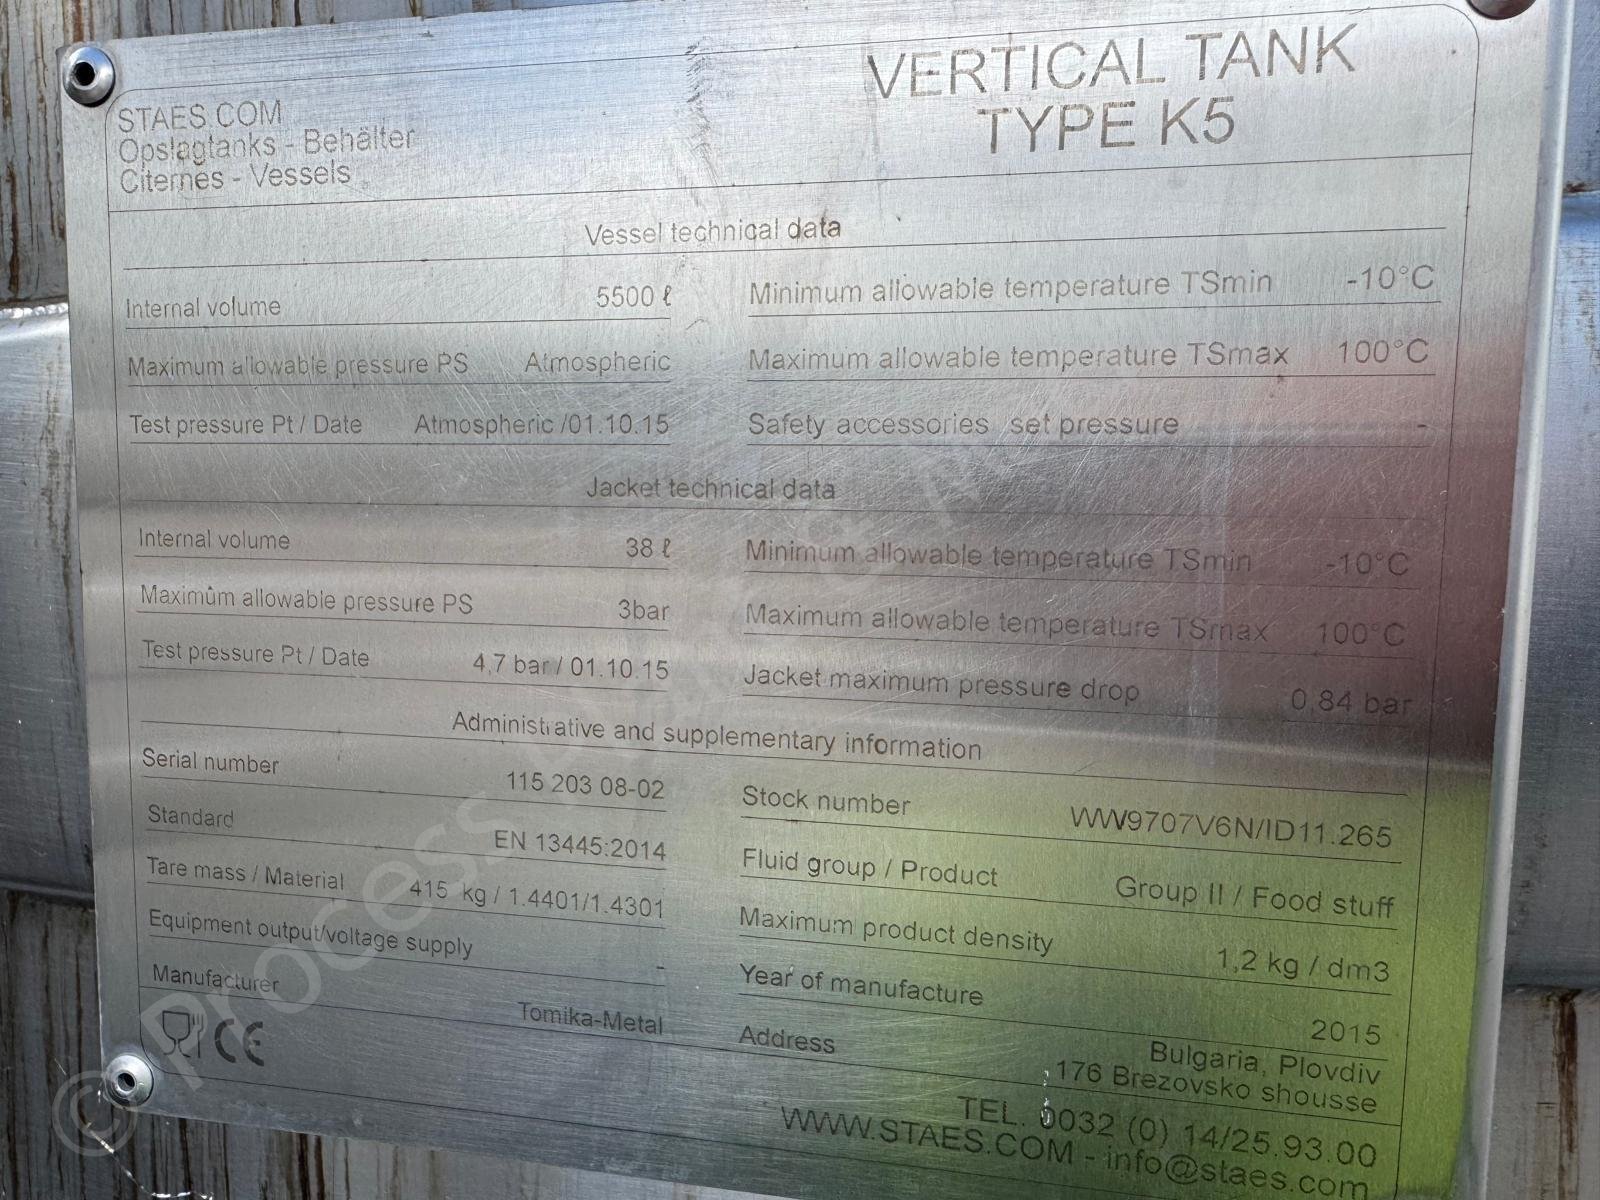 STAES.COM
Opslagtanks - Behälter
Citernes - Vessels
VERTICAL TANK
TYPE K5
Vessel technical data
Internal volume 5500 ℓ
Minimum allowable temperature TSmin -10°C
Maximum allowable pressure PS Atmospheric
Maximum allowable temperature TSmax 100°C
Test pressure Pt / Date Atmospheric /01.10.15
Safety accessories set pressure -
Jacket technical data
Internal volume 38 ℓ
Minimum allowable temperature TSmin -10°C
Maximum allowable pressure PS 3bar
Maximum allowable temperature TSmax 100°C
Test pressure Pt / Date 4,7 bar / 01.10.15
Jacket maximum pressure drop 0,84 bar
Administrative and supplementary information
Serial number 115 203 08-02
Stock number WW9707V6N/ID11.265
Standard EN 13445:2014
Fluid group / Product Group II / Food stuff
Tare mass / Material 415 kg / 1.4401/1.4301
Maximum product density 1,2 kg / dm3
Equipment output/voltage supply -
Year of manufacture 2015
Manufacturer Tomika-Metal
Address Bulgaria, Plovdiv
176 Brezovsko shousse
CE
TEL. 0032 (0) 14/25.93.00
WWW.STAES.COM - info@staes.com
© Process